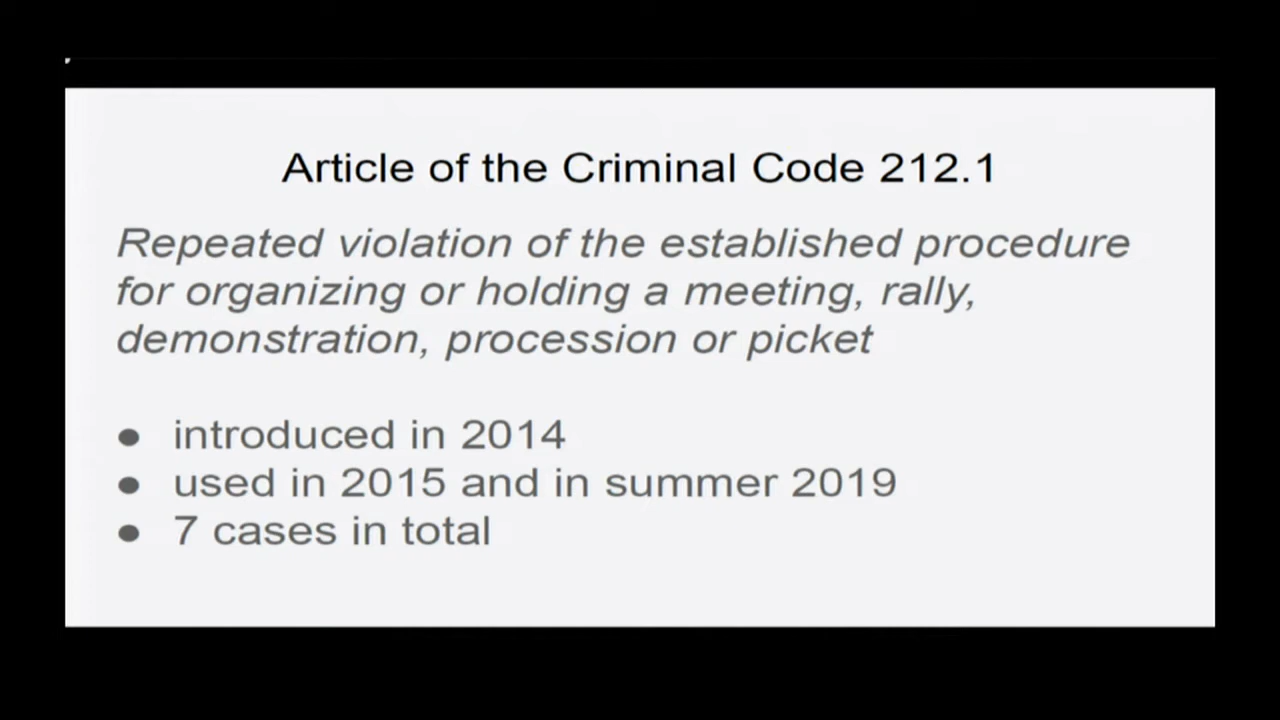 Article of the Criminal Code 212.1
Repeated violation of the established procedure
for organizing or holding a meeting, rally,
demonstration, procession or picket
● introduced in 2014
● used in 2015 and in summer 2019
● 7 cases in total